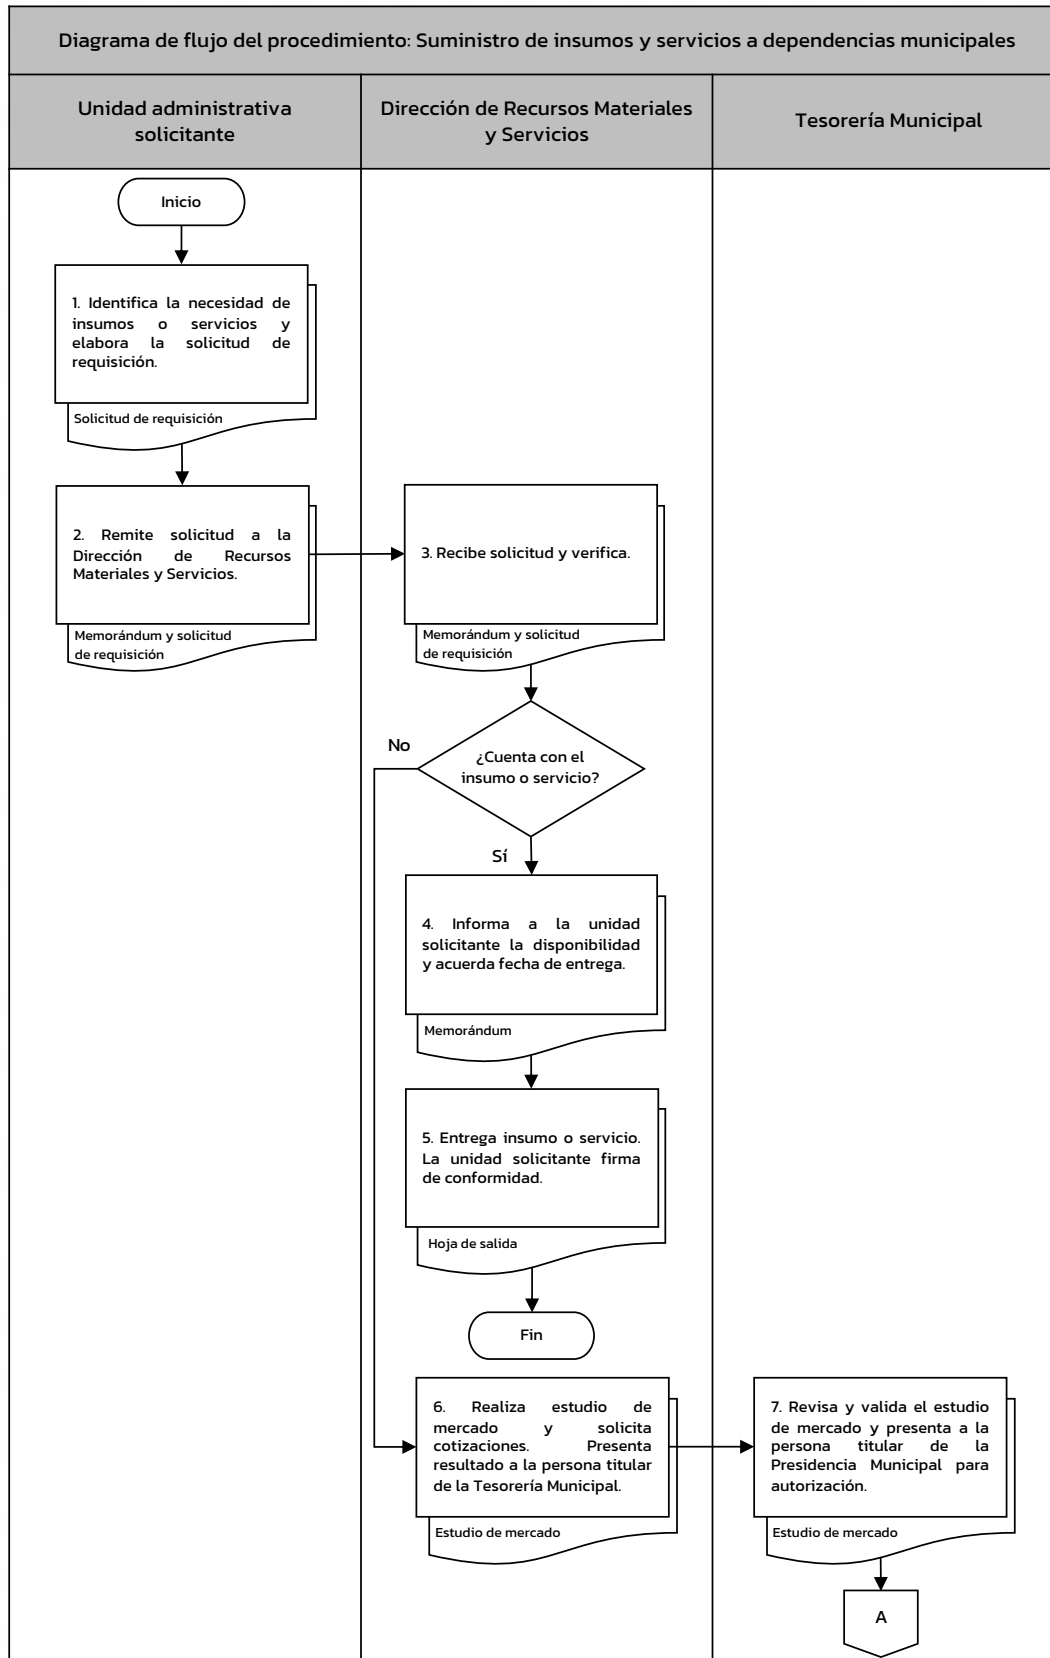 Diagrama de flujo del procedimiento: Suministro de insumos y servicios a dependencias municipales
Unidad administrativa
solicitante
Dirección de Recursos Materiales
y Servicios
Tesorería Municipal
Inicio
1. Identifica la necesidad de
insumos o servicios y
elabora la solicitud de
requisición.
Solicitud de requisición
2. Remite solicitud a la
Dirección de Recursos
Materiales y Servicios.
Memorándum y solicitud
de requisición
3. Recibe solicitud y verifica.
Memorándum y solicitud
de requisición
¿Cuenta con el
insumo o servicio?
No
Sí
4. Informa a la unidad
solicitante la disponibilidad
y acuerda fecha de entrega.
Memorándum
5. Entrega insumo o servicio.
La unidad solicitante firma
de conformidad.
Hoja de salida
Fin
6. Realiza estudio de
mercado y solicita
cotizaciones. Presenta
resultado a la persona titular
de la Tesorería Municipal.
Estudio de mercado
7. Revisa y valida el estudio
de mercado y presenta a la
persona titular de la
Presidencia Municipal para
autorización.
Estudio de mercado
A